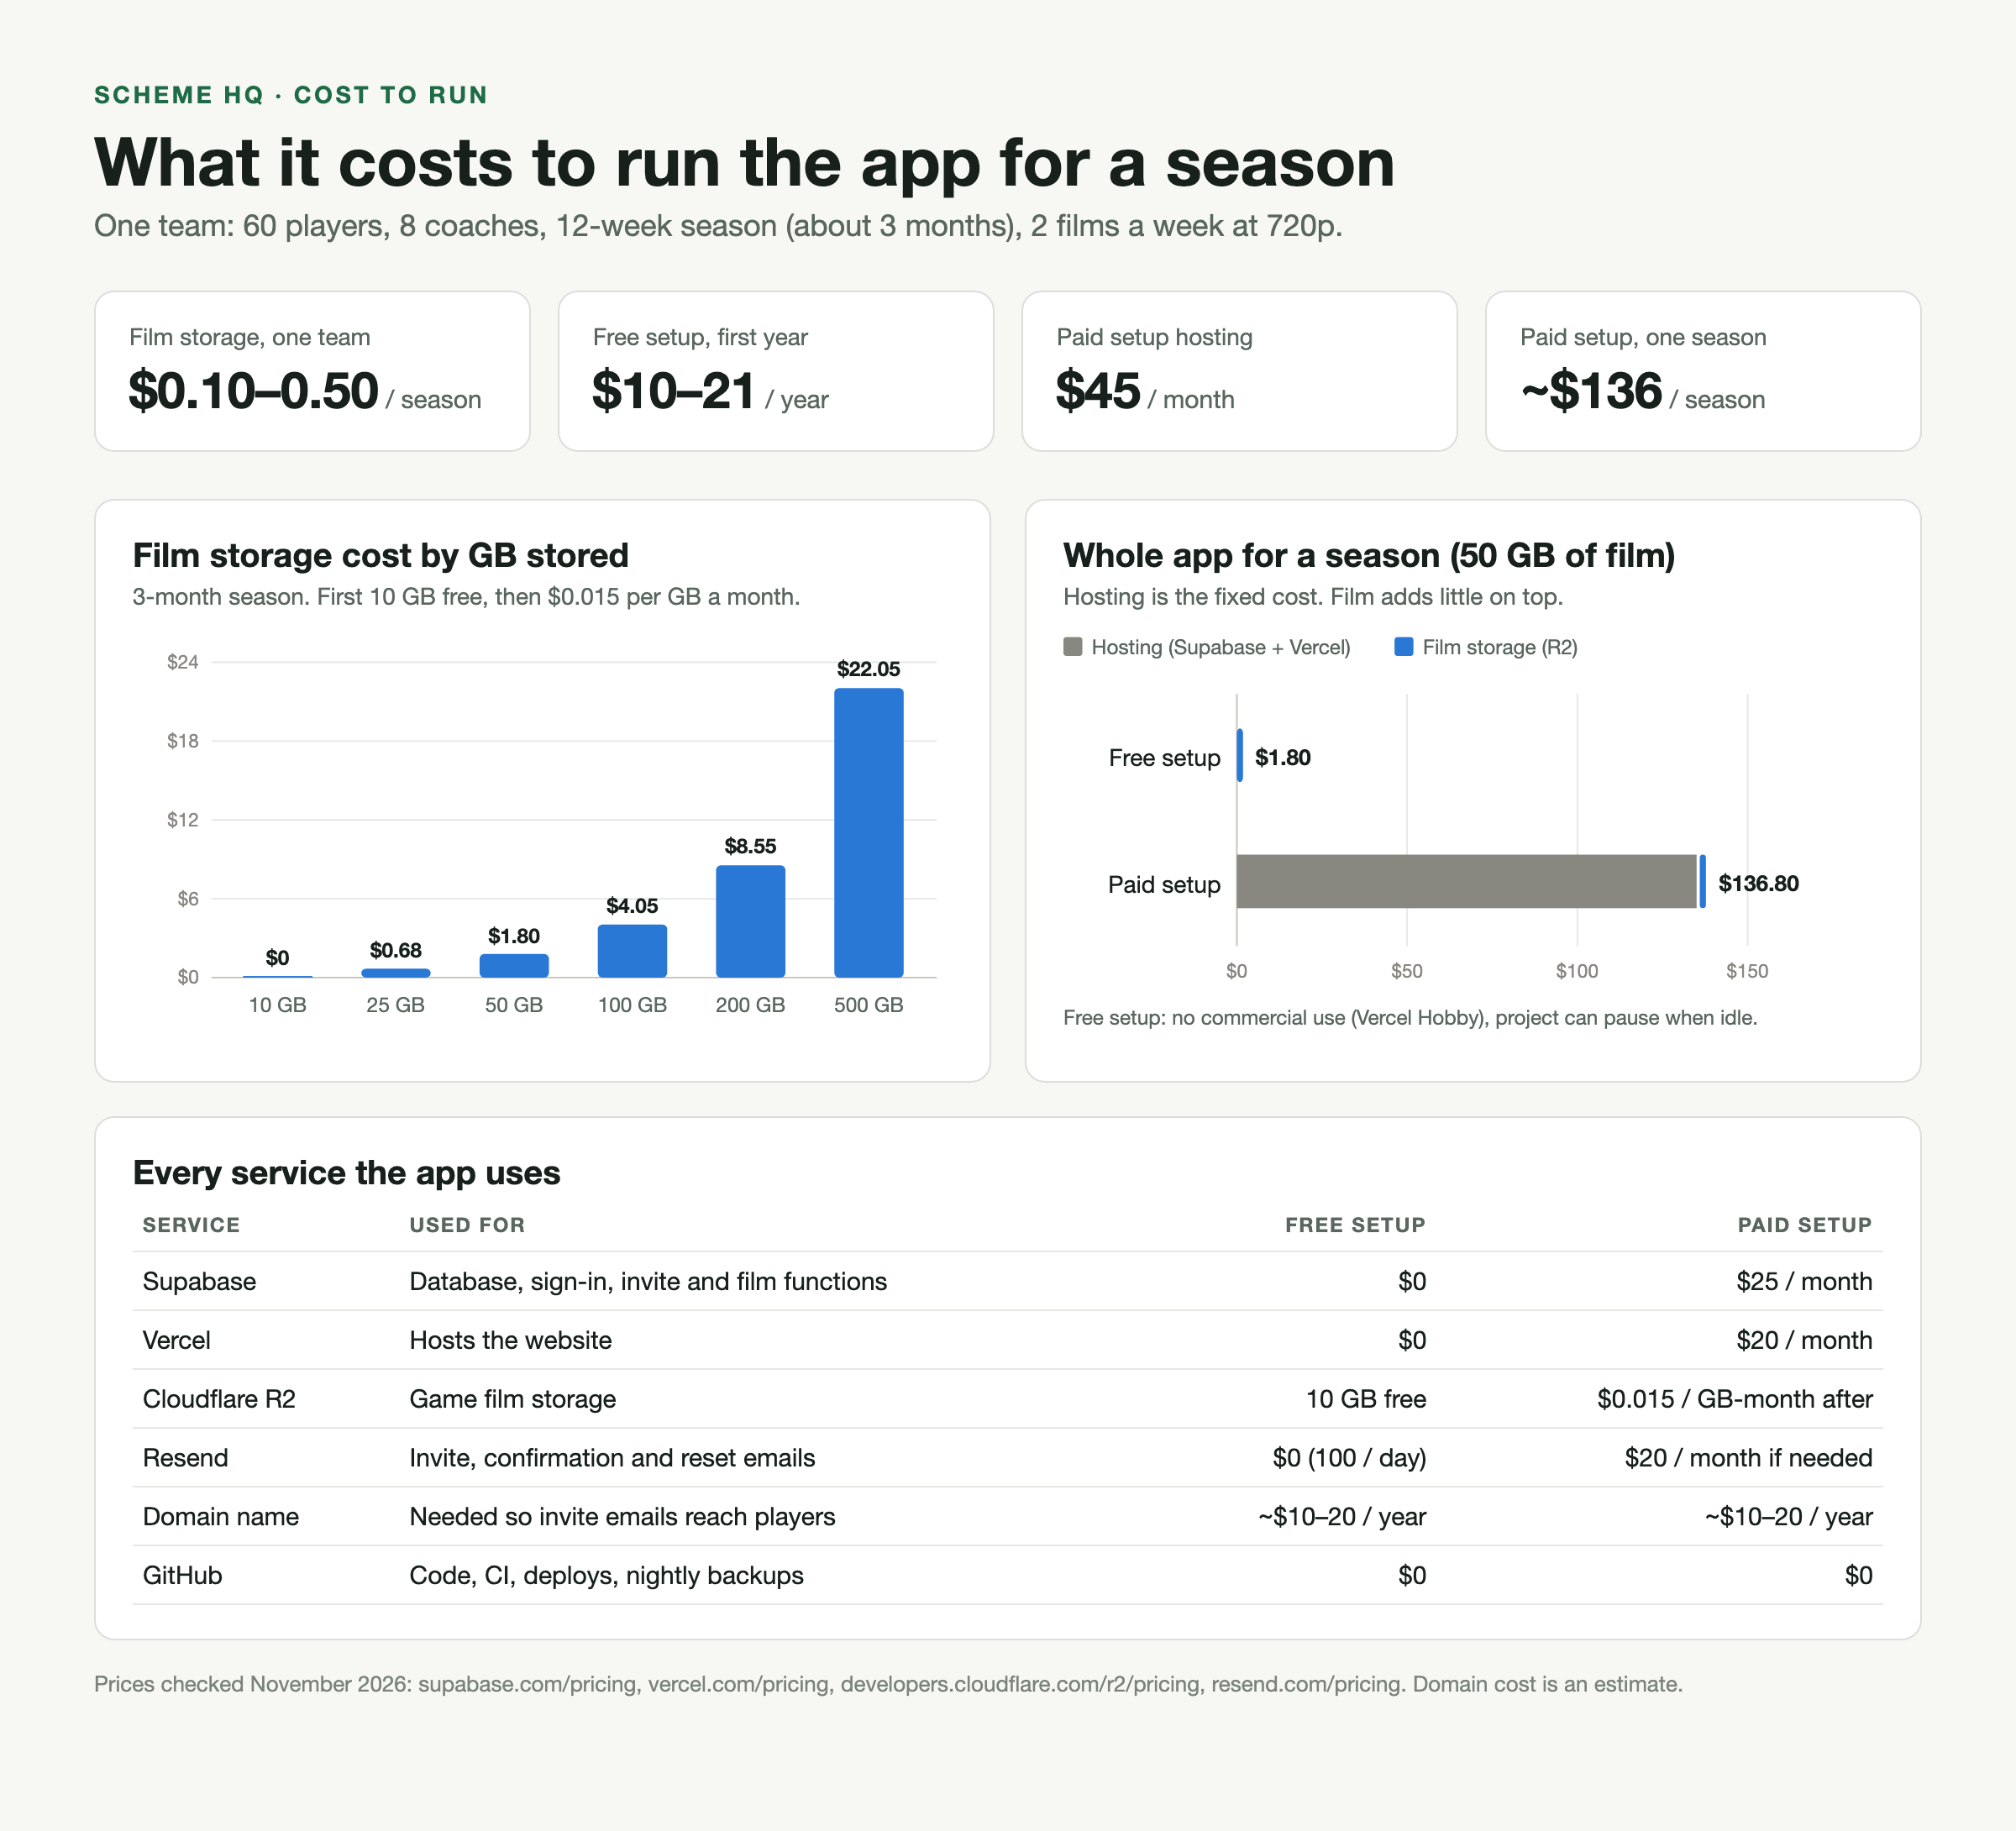 SCHEME HQ · COST TO RUN
What it costs to run the app for a season
One team: 60 players, 8 coaches, 12-week season (about 3 months), 2 films a week at 720p.
Film storage, one team
$0.10–0.50 / season
Free setup, first year
$10–21 / year
Paid setup hosting
$45 / month
Paid setup, one season
~$136 / season
Film storage cost by GB stored
3-month season. First 10 GB free, then $0.015 per GB a month.
$24
$18
$12
$6
$0
$0
$0.68
$1.80
$4.05
$8.55
$22.05
10 GB
25 GB
50 GB
100 GB
200 GB
500 GB
Whole app for a season (50 GB of film)
Hosting is the fixed cost. Film adds little on top.
Hosting (Supabase + Vercel)
Film storage (R2)
Free setup
$1.80
Paid setup
$136.80
$0
$50
$100
$150
Free setup: no commercial use (Vercel Hobby), project can pause when idle.
Every service the app uses
SERVICE USED FOR FREE SETUP PAID SETUP
Supabase Database, sign-in, invite and film functions $0 $25 / month
Vercel Hosts the website $0 $20 / month
Cloudflare R2 Game film storage 10 GB free $0.015 / GB-month after
Resend Invite, confirmation and reset emails $0 (100 / day) $20 / month if needed
Domain name Needed so invite emails reach players ~$10–20 / year ~$10–20 / year
GitHub Code, CI, deploys, nightly backups $0 $0
Prices checked November 2026: supabase.com/pricing, vercel.com/pricing, developers.cloudflare.com/r2/pricing, resend.com/pricing. Domain cost is an estimate.